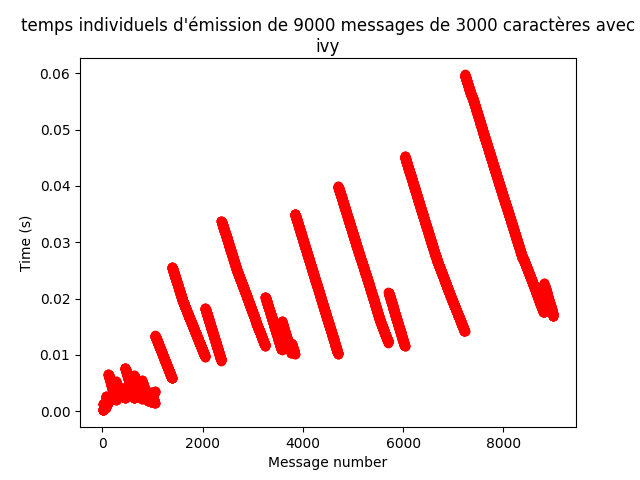 temps individuels d'émission de 9000 messages de 3000 caractères avec
ivy
0.06
0.05
0.04
0.03
0.02
0.01
0.00
Time (s)
0 2000 4000 6000 8000
Message number